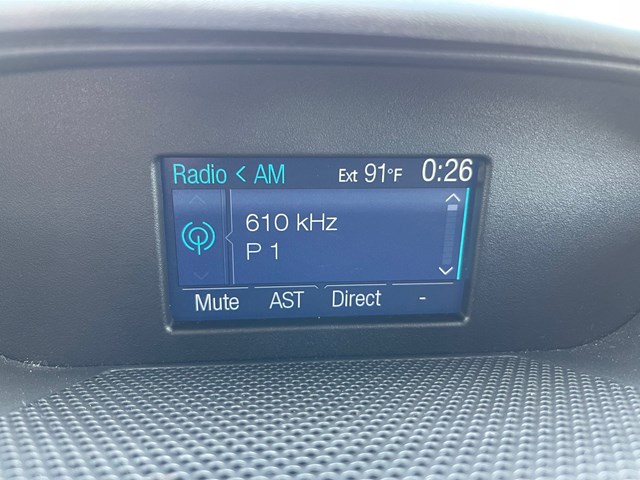 Radio < AM Ext 91°F 0:26
610 kHz
P 1
Mute AST Direct -